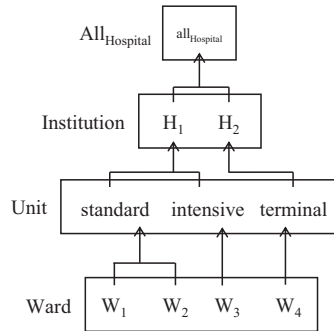 All_Hospital all_Hospital
Institution H₁ H₂
Unit standard intensive terminal
Ward W₁ W₂ W₃ W₄